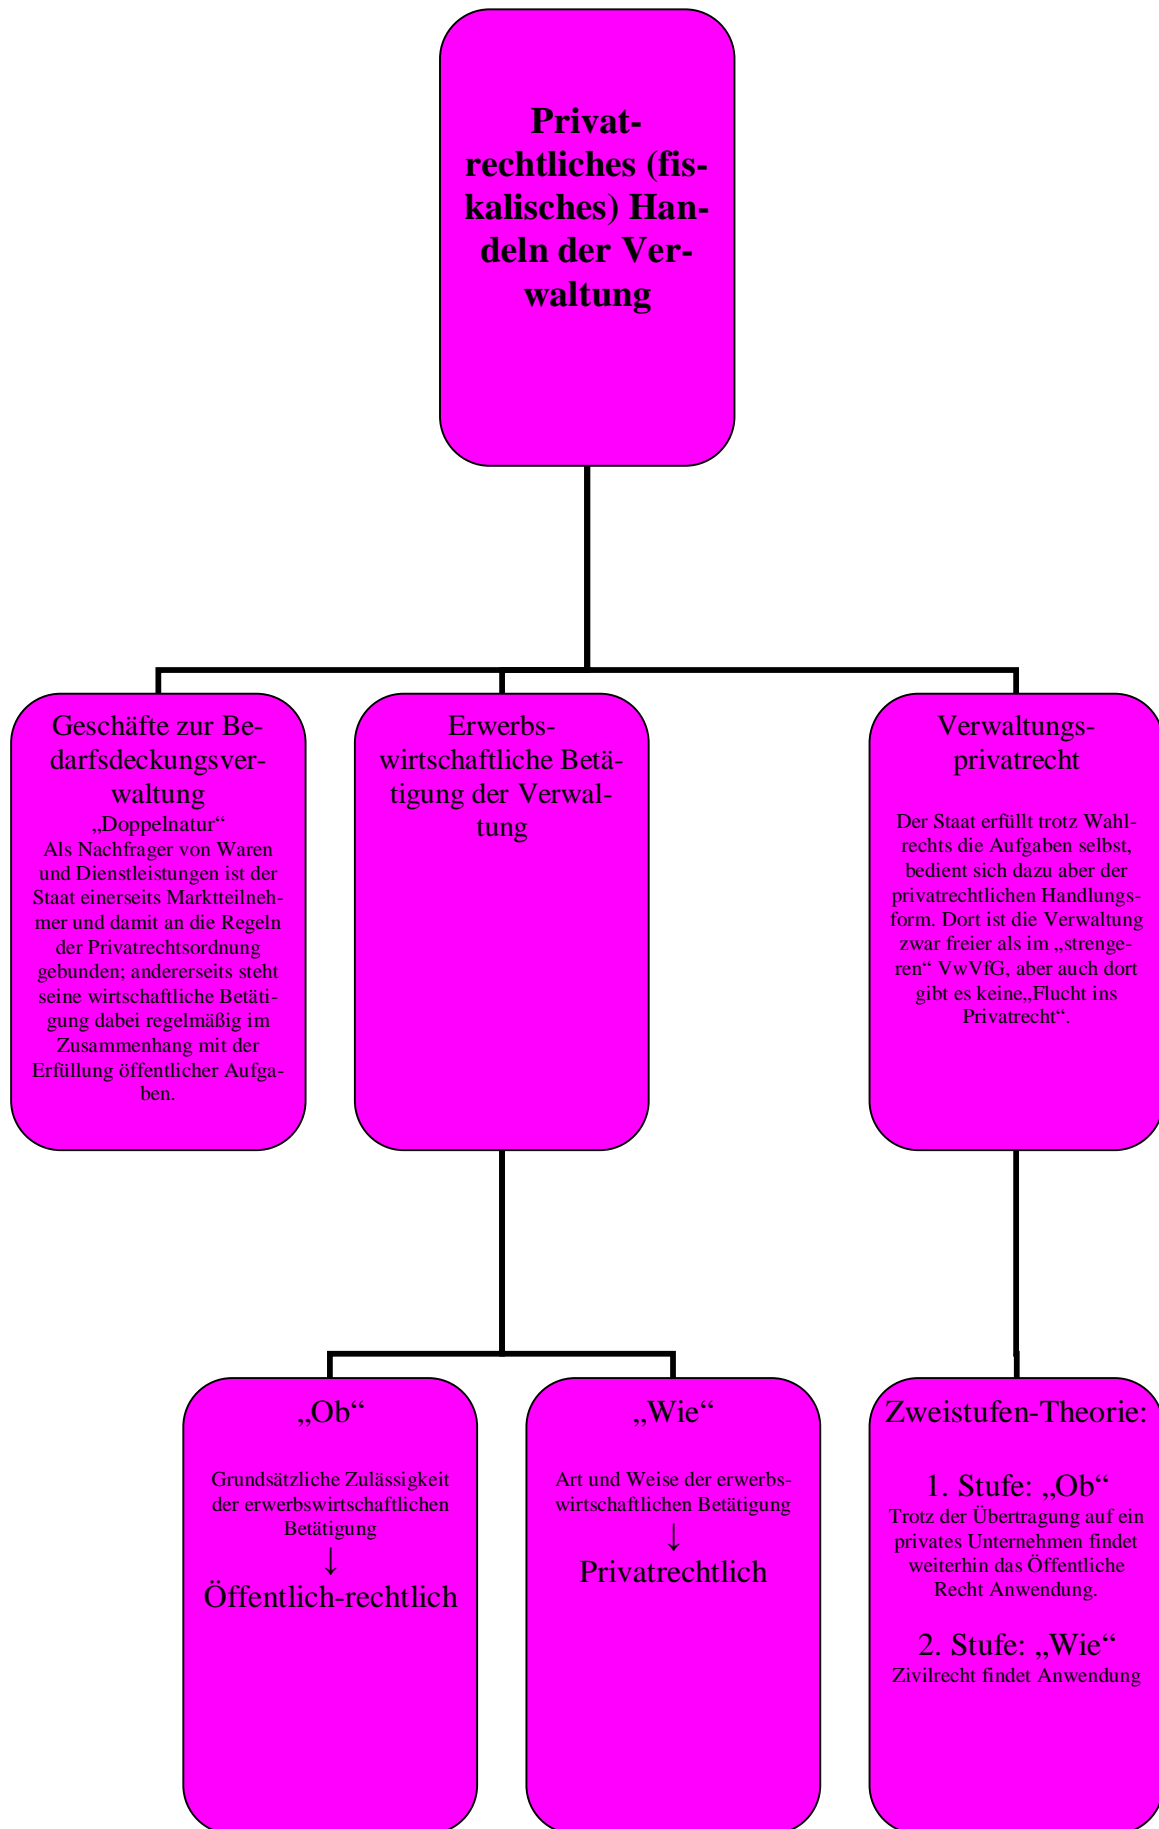 Privat-
rechtliches (fis-
kalisches) Han-
deln der Ver-
waltung
Geschäfte zur Be-
darfsdeckungsver-
waltung
„Doppelnatur“
Als Nachfrager von Waren
und Dienstleistungen ist der
Staat einerseits Marktteilneh-
mer und damit an die Regeln
der Privatrechtsordnung
gebunden; andererseits steht
seine wirtschaftliche Betäti-
gung dabei regelmäßig im
Zusammenhang mit der
Erfüllung öffentlicher Aufga-
ben.
Erwerbs-
wirtschaftliche Betä-
tigung der Verwal-
tung
Verwaltungs-
privatrecht
Der Staat erfüllt trotz Wahl-
rechts die Aufgaben selbst,
bedient sich dazu aber der
privatrechtlichen Handlungs-
form. Dort ist die Verwaltung
zwar freier als im „strenge-
ren“ VwVfG, aber auch dort
gibt es keine„Flucht ins
Privatrecht“.
„Ob“
Grundsätzliche Zulässigkeit
der erwerbswirtschaftlichen
Betätigung
↓
Öffentlich-rechtlich
„Wie“
Art und Weise der erwerbs-
wirtschaftlichen Betätigung
↓
Privatrechtlich
Zweistufen-Theorie:
1. Stufe: „Ob“
Trotz der Übertragung auf ein
privates Unternehmen findet
weiterhin das Öffentliche
Recht Anwendung.
2. Stufe: „Wie“
Zivilrecht findet Anwendung